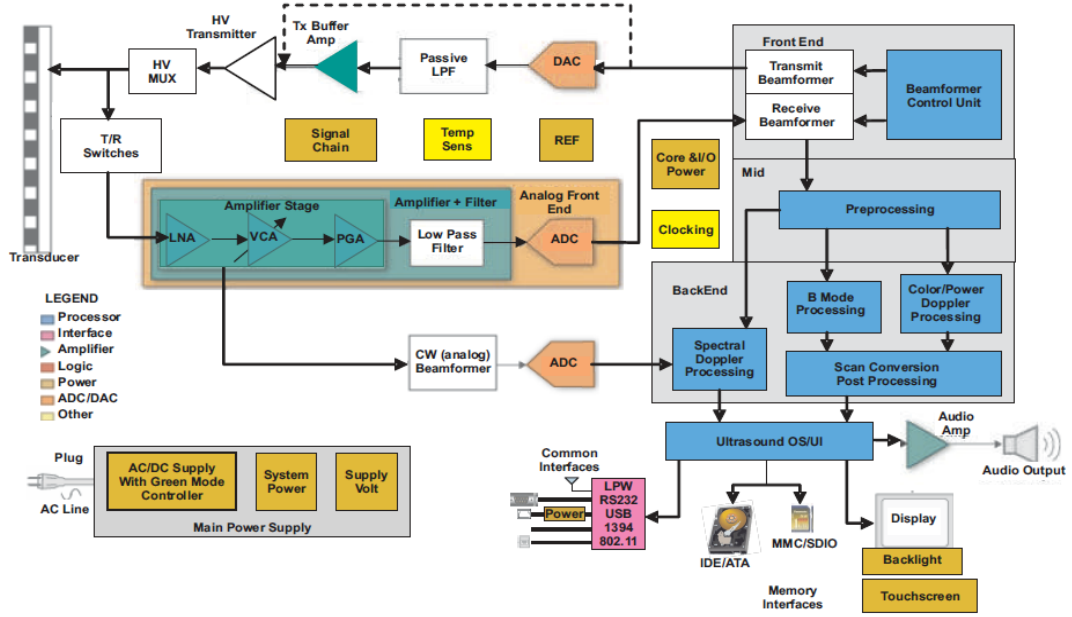 HV
Transmitter
Tx Buffer
Amp
HV
MUX
Passive
LPF
DAC
Front End
Transmit
Beamformer
Receive
Beamformer
Beamformer
Control Unit
T/R
Switches
Signal
Chain
Temp
Sens
REF
Core &I/O
Power
Clocking
Mid
Preprocessing
Transducer
Amplifier Stage
Amplifier + Filter
Analog Front
End
LNA
VCA
PGA
Low Pass
Filter
ADC
BackEnd
B Mode
Processing
Color/Power
Doppler
Processing
Spectral
Doppler
Processing
Scan Conversion
Post Processing
CW (analog)
Beamformer
ADC
LEGEND
Processor
Interface
Amplifier
Logic
Power
ADC/DAC
Other
Ultrasound OS/UI
Audio
Amp
Audio Output
Plug
AC Line
AC/DC Supply
With Green Mode
Controller
System
Power
Supply
Volt
Main Power Supply
Common
Interfaces
LPW
RS232
Power
USB
1394
802.11
IDE/ATA
MMC/SDIO
Display
Backlight
Touchscreen
Memory
Interfaces